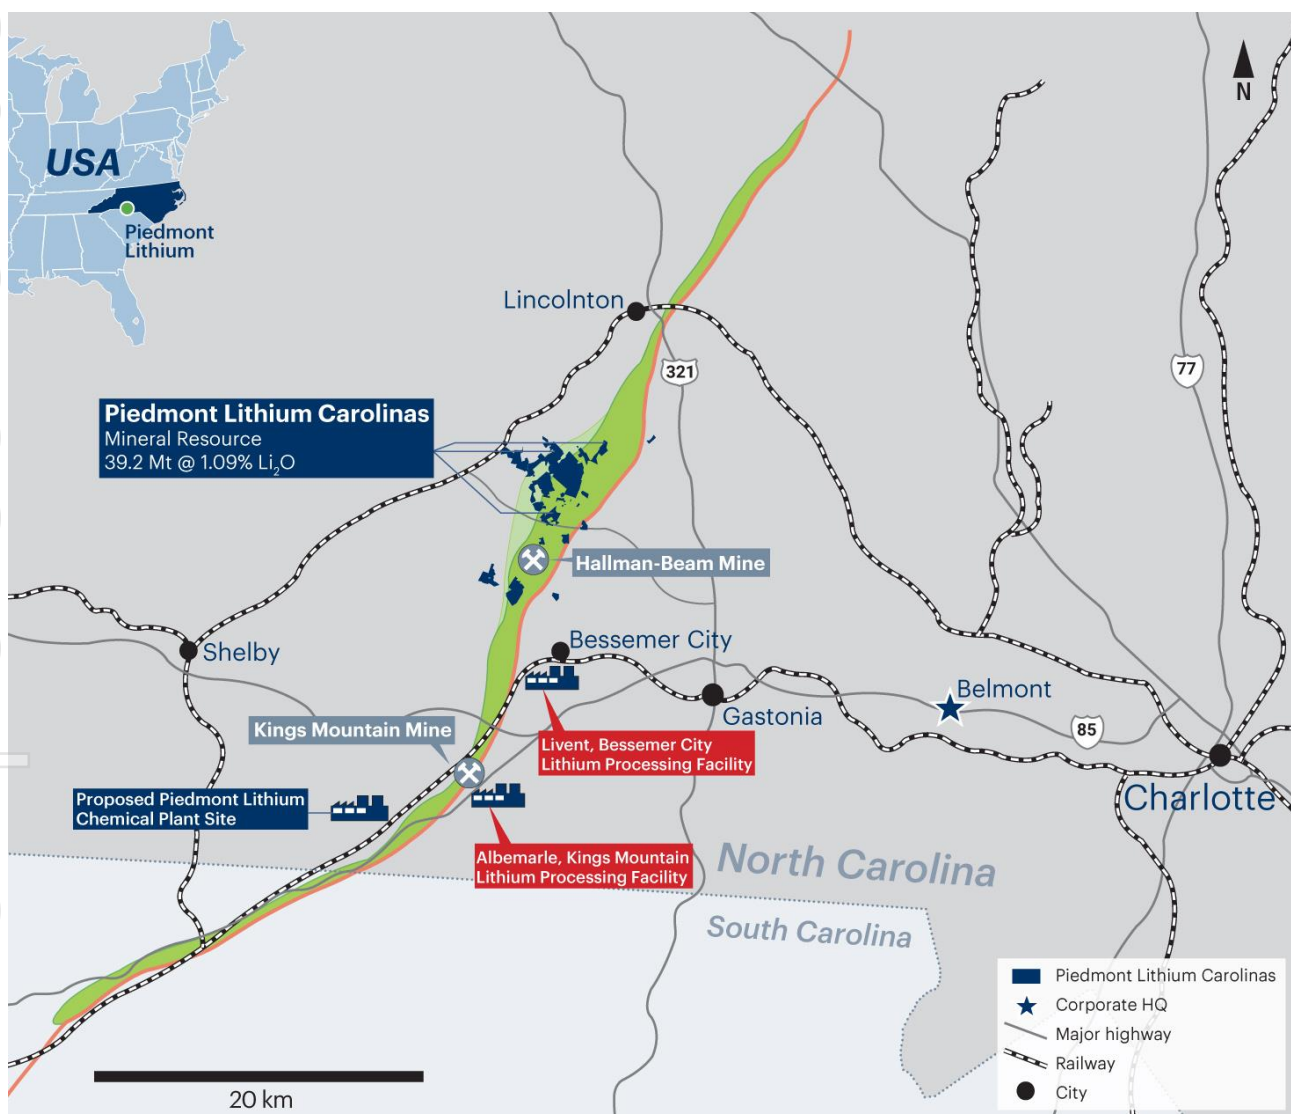 N
USA
Piedmont
Lithium
Lincolnton
321
77
Piedmont Lithium Carolinas
Mineral Resource
39.2 Mt @ 1.09% Li₂O
Hallman-Beam Mine
Shelby
Bessemer City
Belmont
Gastonia
85
Kings Mountain Mine
Livent, Bessemer City
Lithium Processing Facility
Proposed Piedmont Lithium
Chemical Plant Site
Charlotte
Albemarle, Kings Mountain
Lithium Processing Facility
North Carolina
South Carolina
Piedmont Lithium Carolinas
Corporate HQ
Major highway
Railway
City
20 km